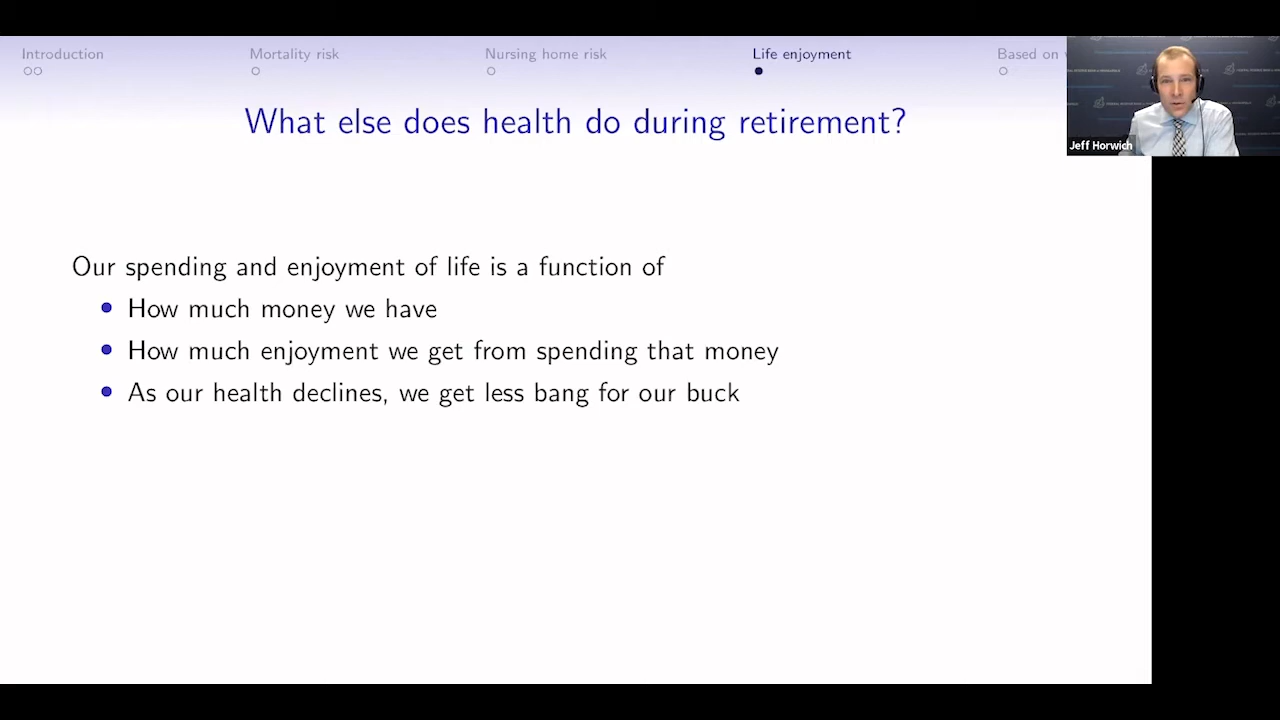 Introduction
Mortality risk
Nursing home risk
Life enjoyment
Based on
What else does health do during retirement?
Jeff Horwich
Our spending and enjoyment of life is a function of
How much money we have
How much enjoyment we get from spending that money
As our health declines, we get less bang for our buck